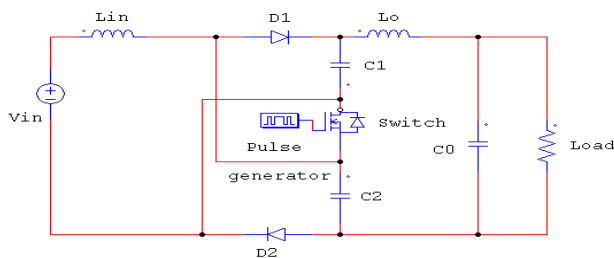 Lin
D1
Lo
C1
Vin
Switch
Pulse
generator
C0
Load
C2
D2